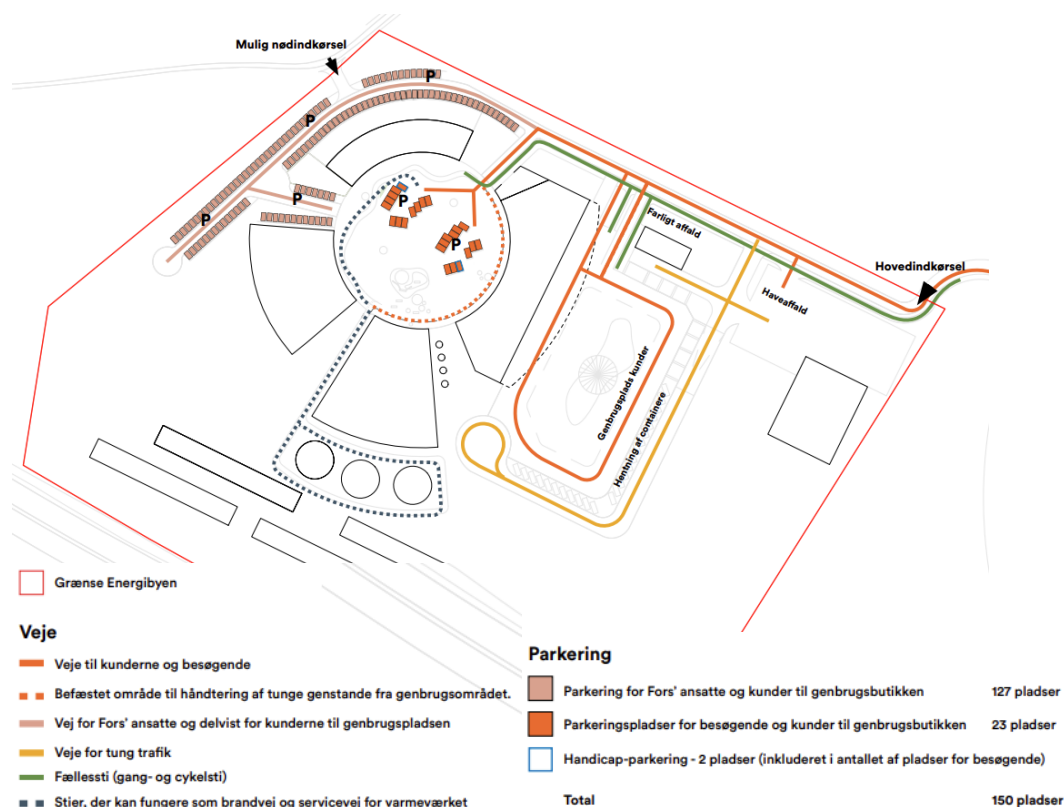 Mulig nødindkørsel
P
P
P
P
P
P
Farligt affald
Hovedindkørsel
Haveaffald
Genbrugsplads kunder
Hentning af containere
Grænse Energibyen
Veje
Veje til kunderne og besøgende
Befæstet område til håndtering af tunge genstande fra genbrugsområdet.
Vej for Fors' ansatte og delvist for kunderne til genbrugspladsen
Veje for tung trafik
Fællessti (gang- og cykelsti)
Stier, der kan fungere som brandvej og servicevej for varmeværket
Parkering
Parkering for Fors' ansatte og kunder til genbrugsbutikken 127 pladser
Parkeringspladser for besøgende og kunder til genbrugsbutikken 23 pladser
Handicap-parkering - 2 pladser (inkluderet i antallet af pladser for besøgende)
Total 150 pladser